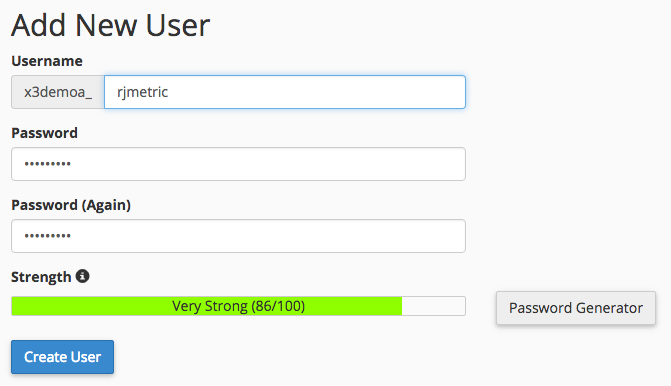 Add New User
Username
x3demoa_ rjmetric
Password
•••••••••
Password (Again)
•••••••••
Strength
Very Strong (86/100)
Password Generator
Create User